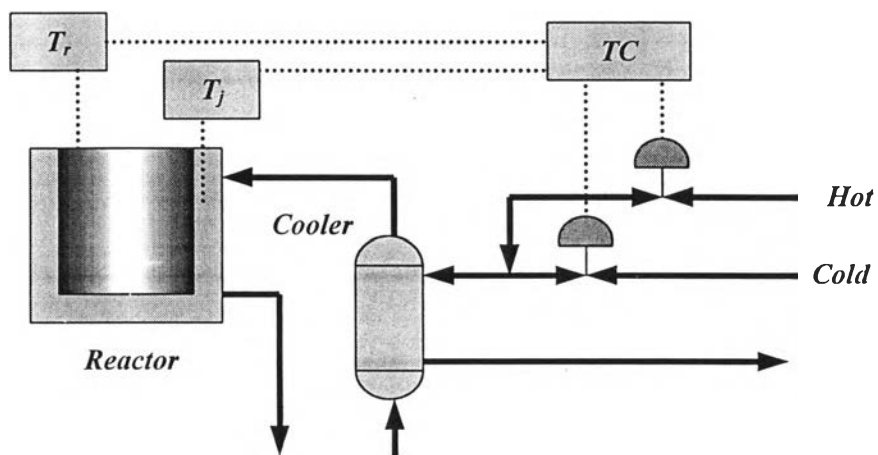 T_r
TC
T_j
Hot
Cooler
Cold
Reactor